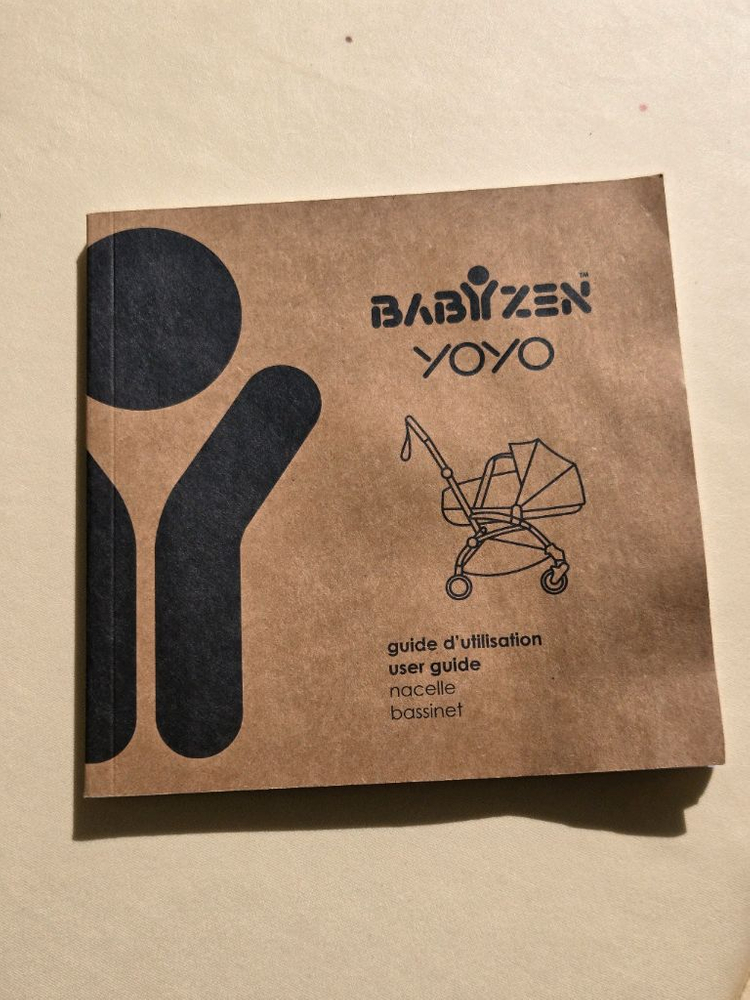 BABYZEN™
YOYO
guide d'utilisation
user guide
nacelle
bassinet